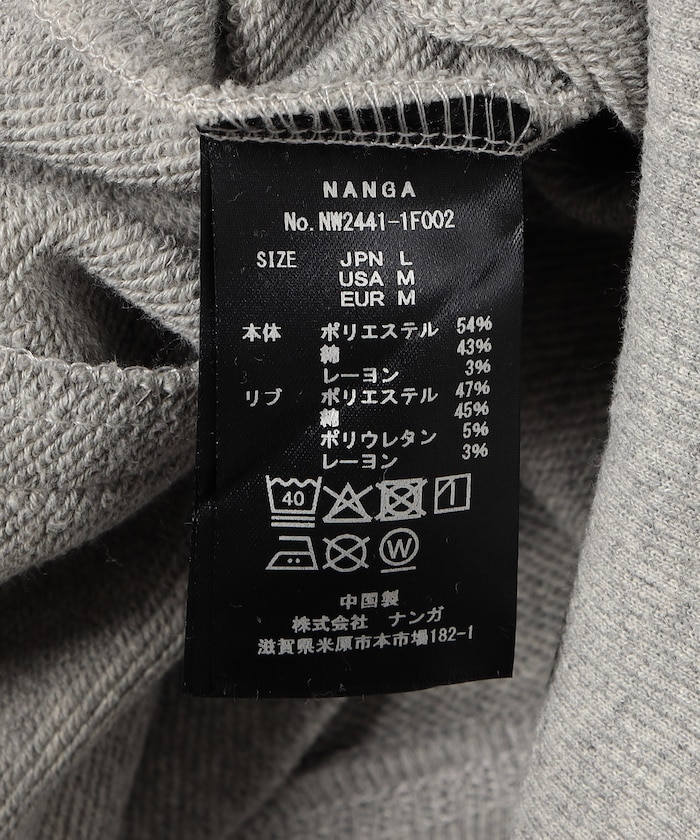 NANGA
No.NW2441-1F002
SIZE JPN L
USA M
EUR M
本体 ポリエステル 54%
綿 43%
レーヨン 3%
リブ ポリエステル 47%
綿 45%
ポリウレタン 5%
レーヨン 3%
40
W
中国製
株式会社 ナンガ
滋賀県米原市本市場182-1